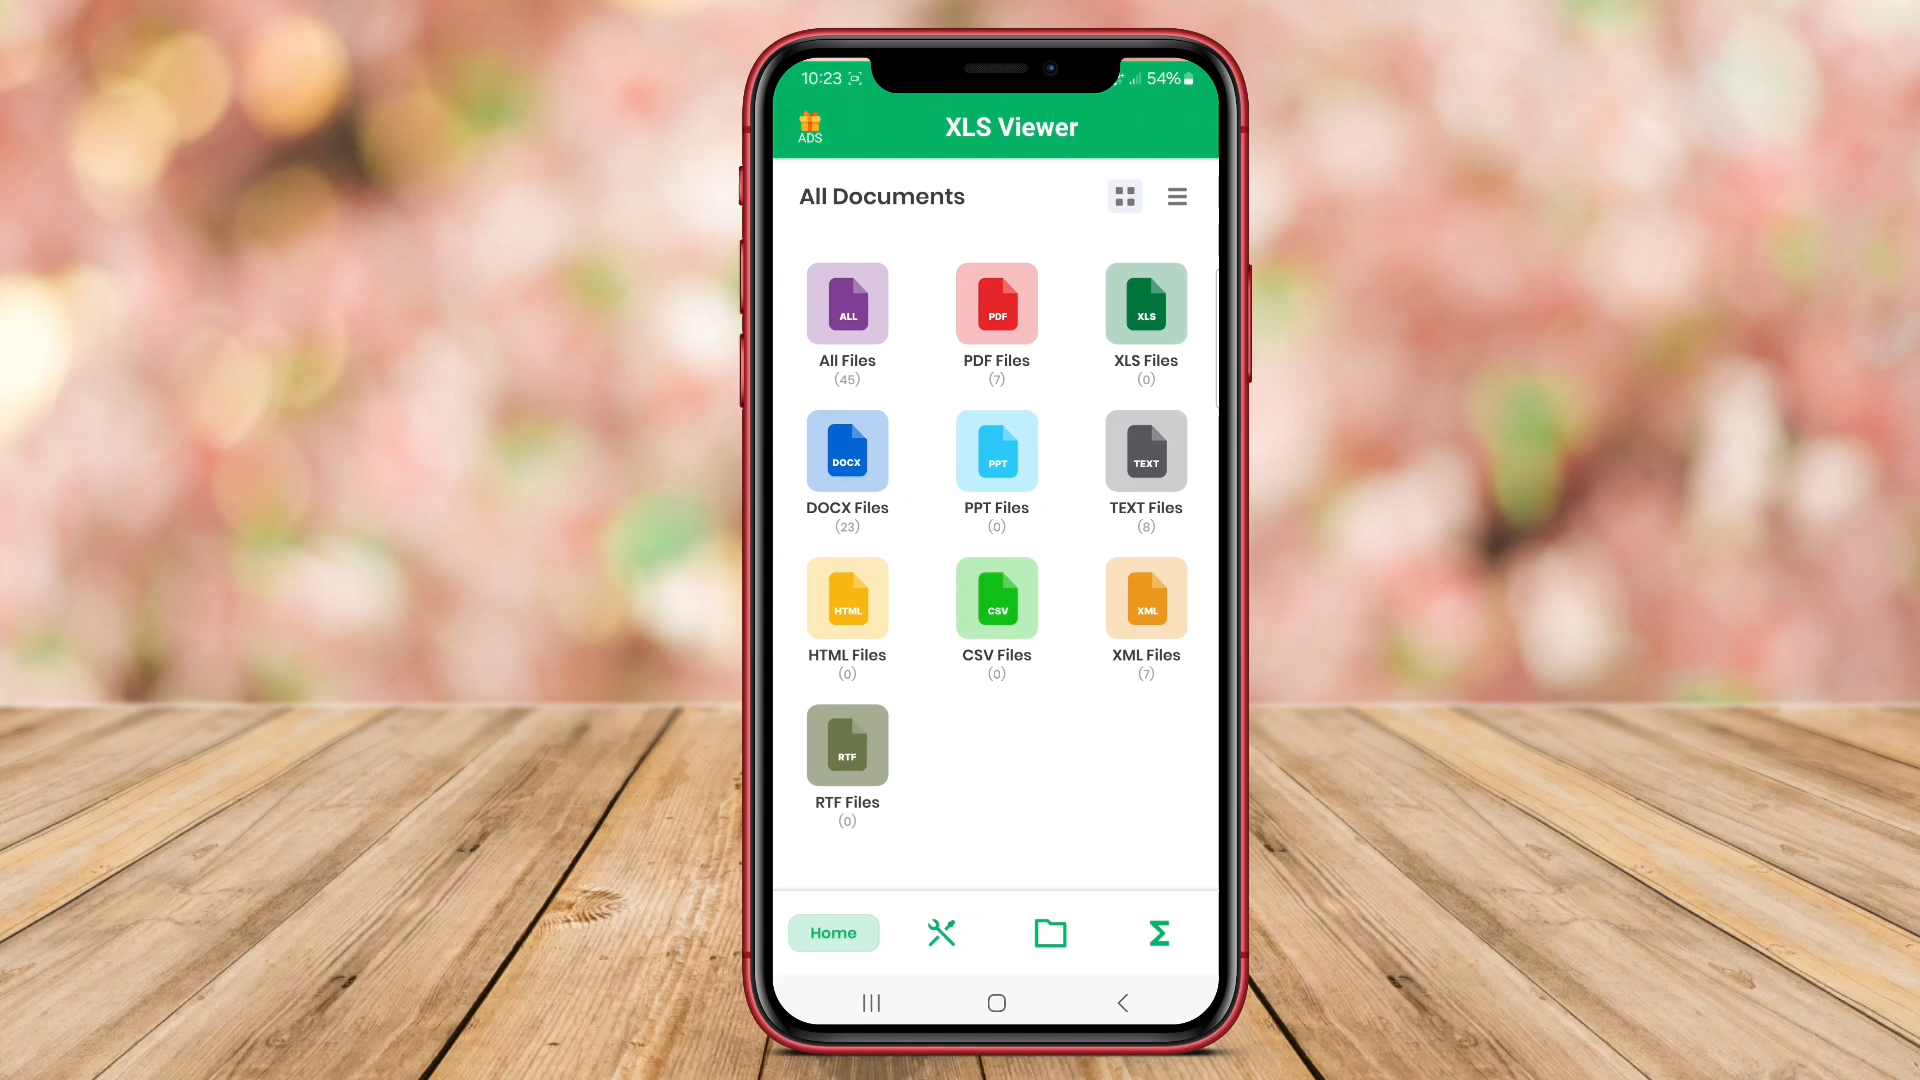 10:23
54%
ADS
XLS Viewer
All Documents
ALL
PDF
XLS
All Files
PDF Files
XLS Files
(45)
(7)
(0)
DOCX
PPT
TEXT
DOCX Files
PPT Files
TEXT Files
(23)
(0)
(8)
HTML
CSV
XML
HTML Files
CSV Files
XML Files
(0)
(0)
(7)
RTF
RTF Files
(0)
Home